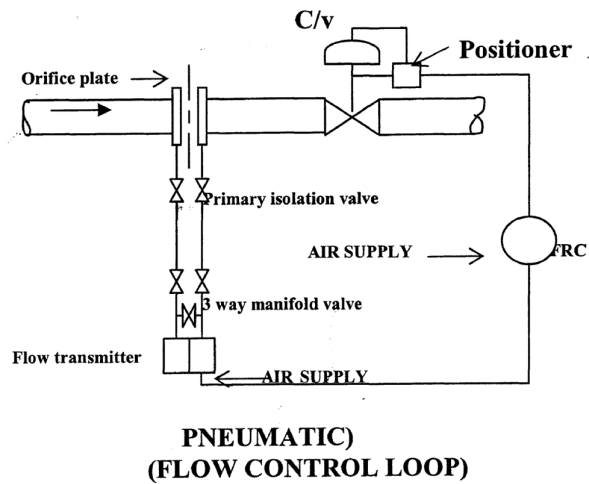 C/v
Positioner
Orifice plate
Primary isolation valve
AIR SUPPLY
FRC
3 way manifold valve
Flow transmitter
AIR SUPPLY
PNEUMATIC)
(FLOW CONTROL LOOP)